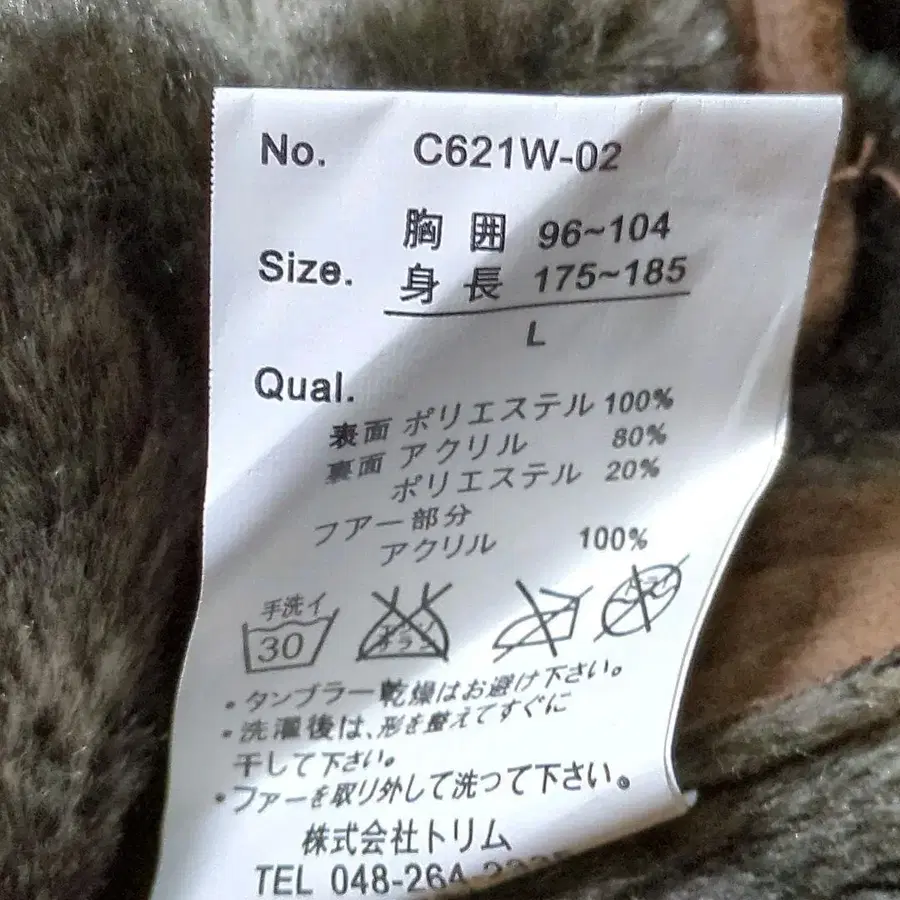 No. C621W-02
胸囲 96~104
Size. 身長 175~185
L
Qual.
表面 ポリエステル 100%
裏面 アクリル 80%
ポリエステル 20%
フアー部分
アクリル 100%
手洗イ
30
・タンブラー乾燥はお避け下さい。
・洗濯後は、形を整えてすぐに
干して下さい。
・ファーを取り外して洗って下さい。
株式会社トリム
TEL 048-264